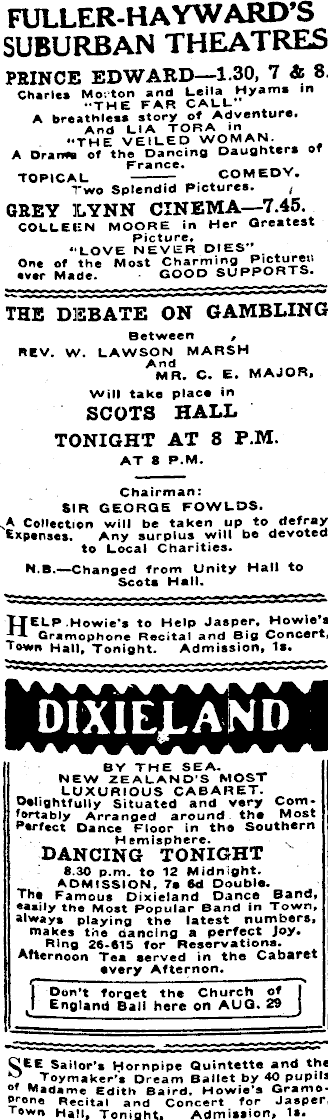 FULLER-HAYWARD'S
SUBURBAN THEATRES
PRINCE EDWARD—1.30, 7 & 8.
Charles Morton and Leila Hyams in
"THE FAR CALL"
A breathless story of Adventure.
And LIA TORA in
"THE VEILED WOMAN.
A Drama of the Dancing Daughters of
France.
TOPICAL —— COMEDY.
Two Splendid Pictures.
GREY LYNN CINEMA—7.45.
COLLEEN MOORE in Her Greatest
Picture,
"LOVE NEVER DIES"
One of the Most Charming Pictures
ever Made. GOOD SUPPORTS.
THE DEBATE ON GAMBLING
Between
REV. W. LAWSON MARSH
And
MR. C. E. MAJOR,
Will take place in
SCOTS HALL
TONIGHT AT 8 P.M.
AT 8 P.M.
Chairman:
SIR GEORGE FOWLDS.
A Collection will be taken up to defray
Expenses. Any surplus will be devoted
to Local Charities.
N.B.—Changed from Unity Hall to
Scots Hall.
HELP Howie's to Help Jasper. Howie's
Gramophone Recital and Big Concert,
Town Hall, Tonight. Admission, 1s.
DIXIELAND
BY THE SEA.
NEW ZEALAND'S MOST
LUXURIOUS CABARET.
Delightfully Situated and very Com-
fortably Arranged around the Most
Perfect Dance Floor in the Southern
Hemisphere.
DANCING TONIGHT
8.30 p.m. to 12 Midnight.
ADMISSION, 7s 6d Double.
The Famous Dixieland Dance Band,
easily the Most Popular Band in Town,
always playing the latest numbers,
makes the dancing a perfect joy.
Ring 26-615 for Reservations.
Afternoon Tea served in the Cabaret
every Afternon.
Don't forget the Church of
England Ball here on AUG. 29
SEE Sailor's Hornpipe Quintette and the
Toymaker's Dream Ballet by 40 pupils
of Madame Edith Baird. Howie's Gramo-
prone Recital and Concert for Jasper
Town Hall, Tonight, Admission, 1s.